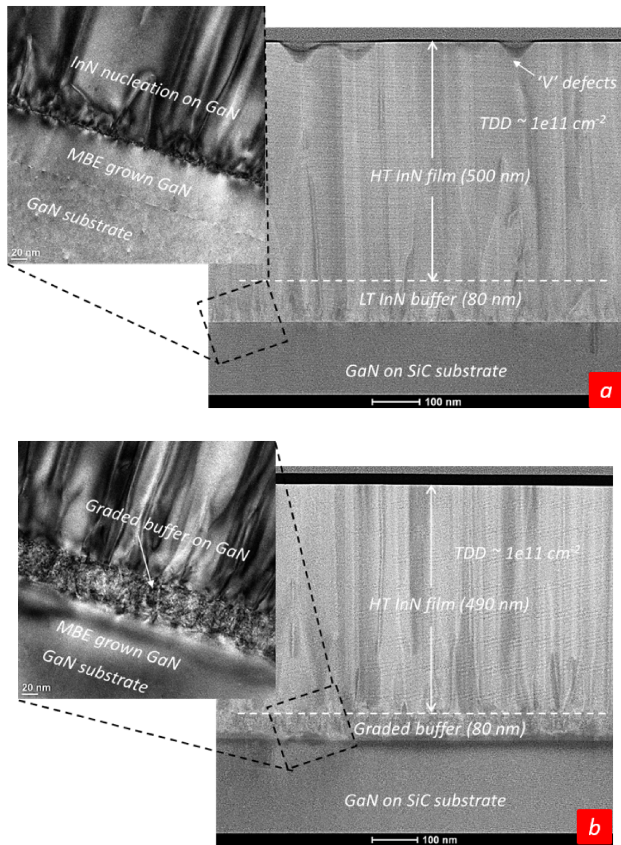 InN nucleation on GaN
MBE grown GaN
GaN substrate
20 nm
'V' defects
TDD ~ 1e11 cm-2
HT InN film (500 nm)
LT InN buffer (80 nm)
GaN on SiC substrate
100 nm
a
Graded buffer on GaN
MBE grown GaN
GaN substrate
20 nm
TDD ~ 1e11 cm-2
HT InN film (490 nm)
Graded buffer (80 nm)
GaN on SiC substrate
100 nm
b